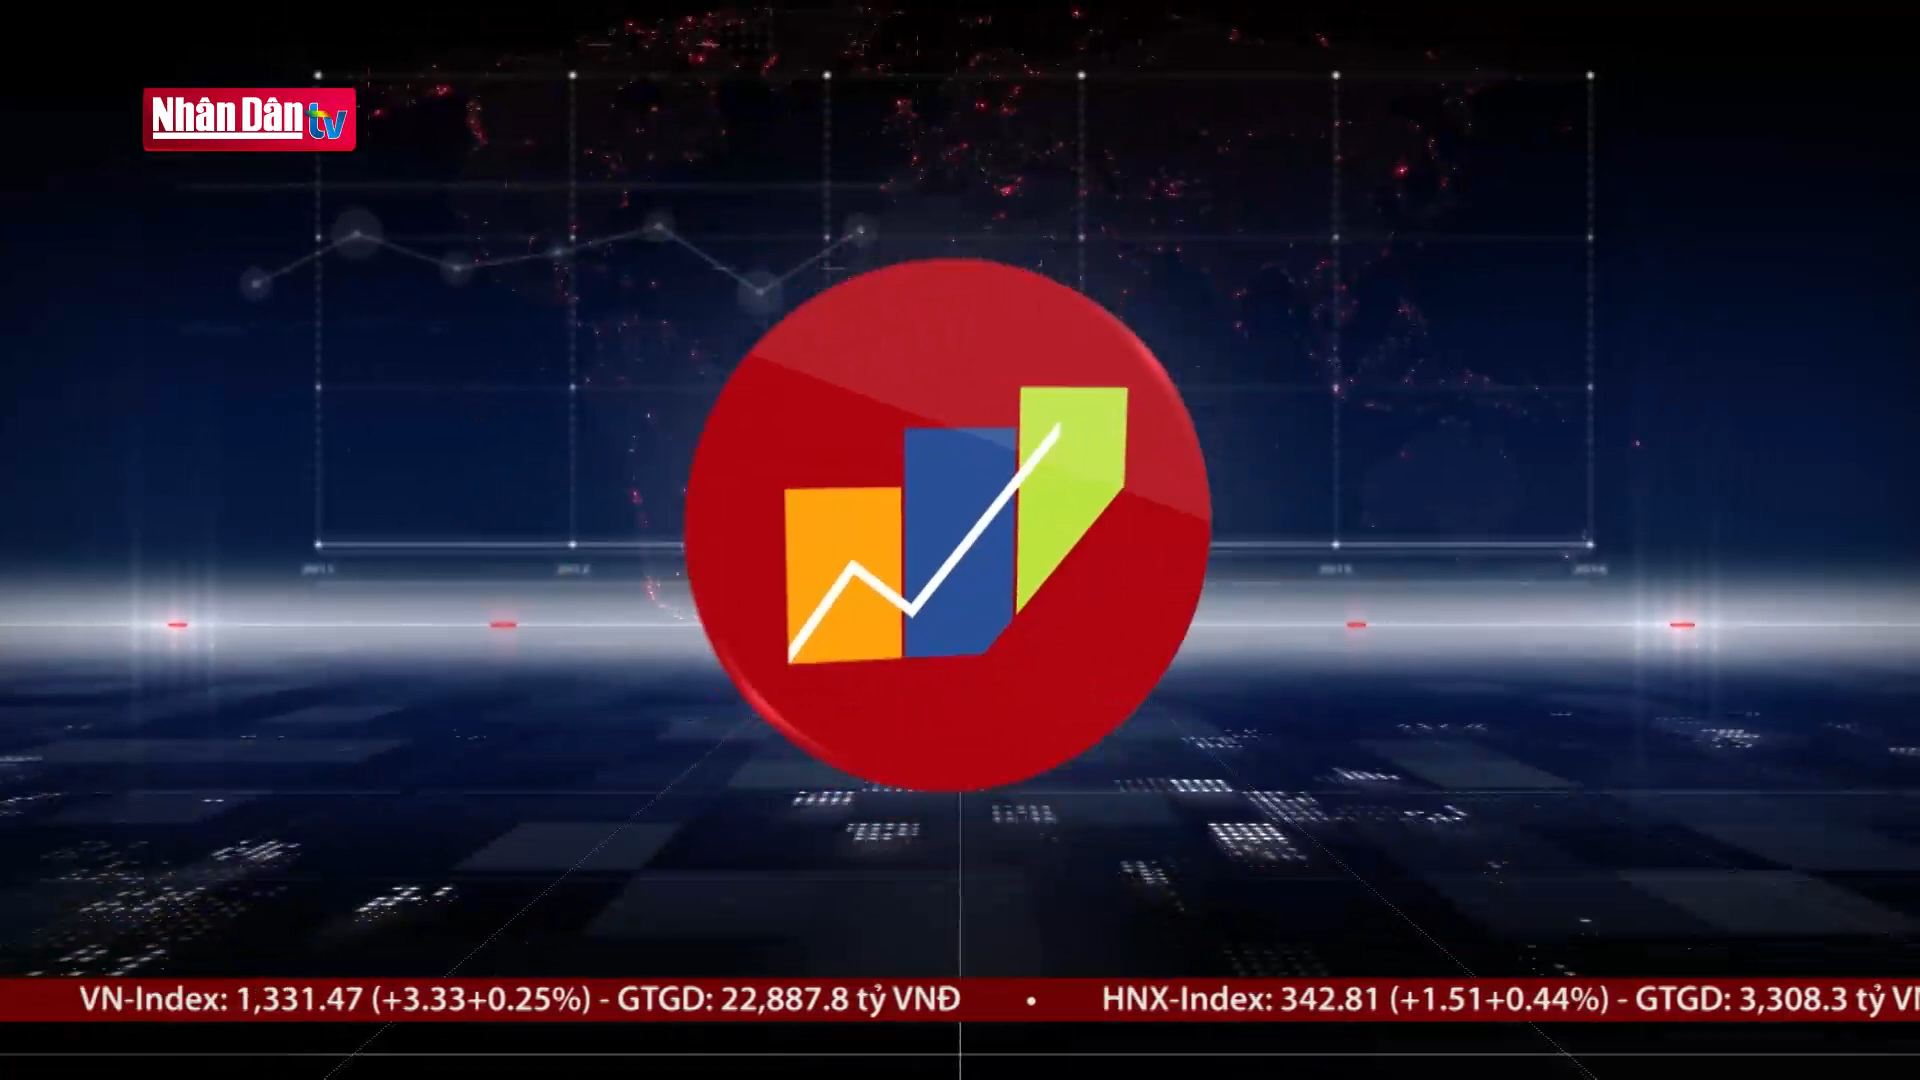 Nhân Dân tv
VN-Index: 1,331.47 (+3.33+0.25%) - GTGD: 22,887.8 tỷ VNĐ • HNX-Index: 342.81 (+1.51+0.44%) - GTGD: 3,308.3 tỷ